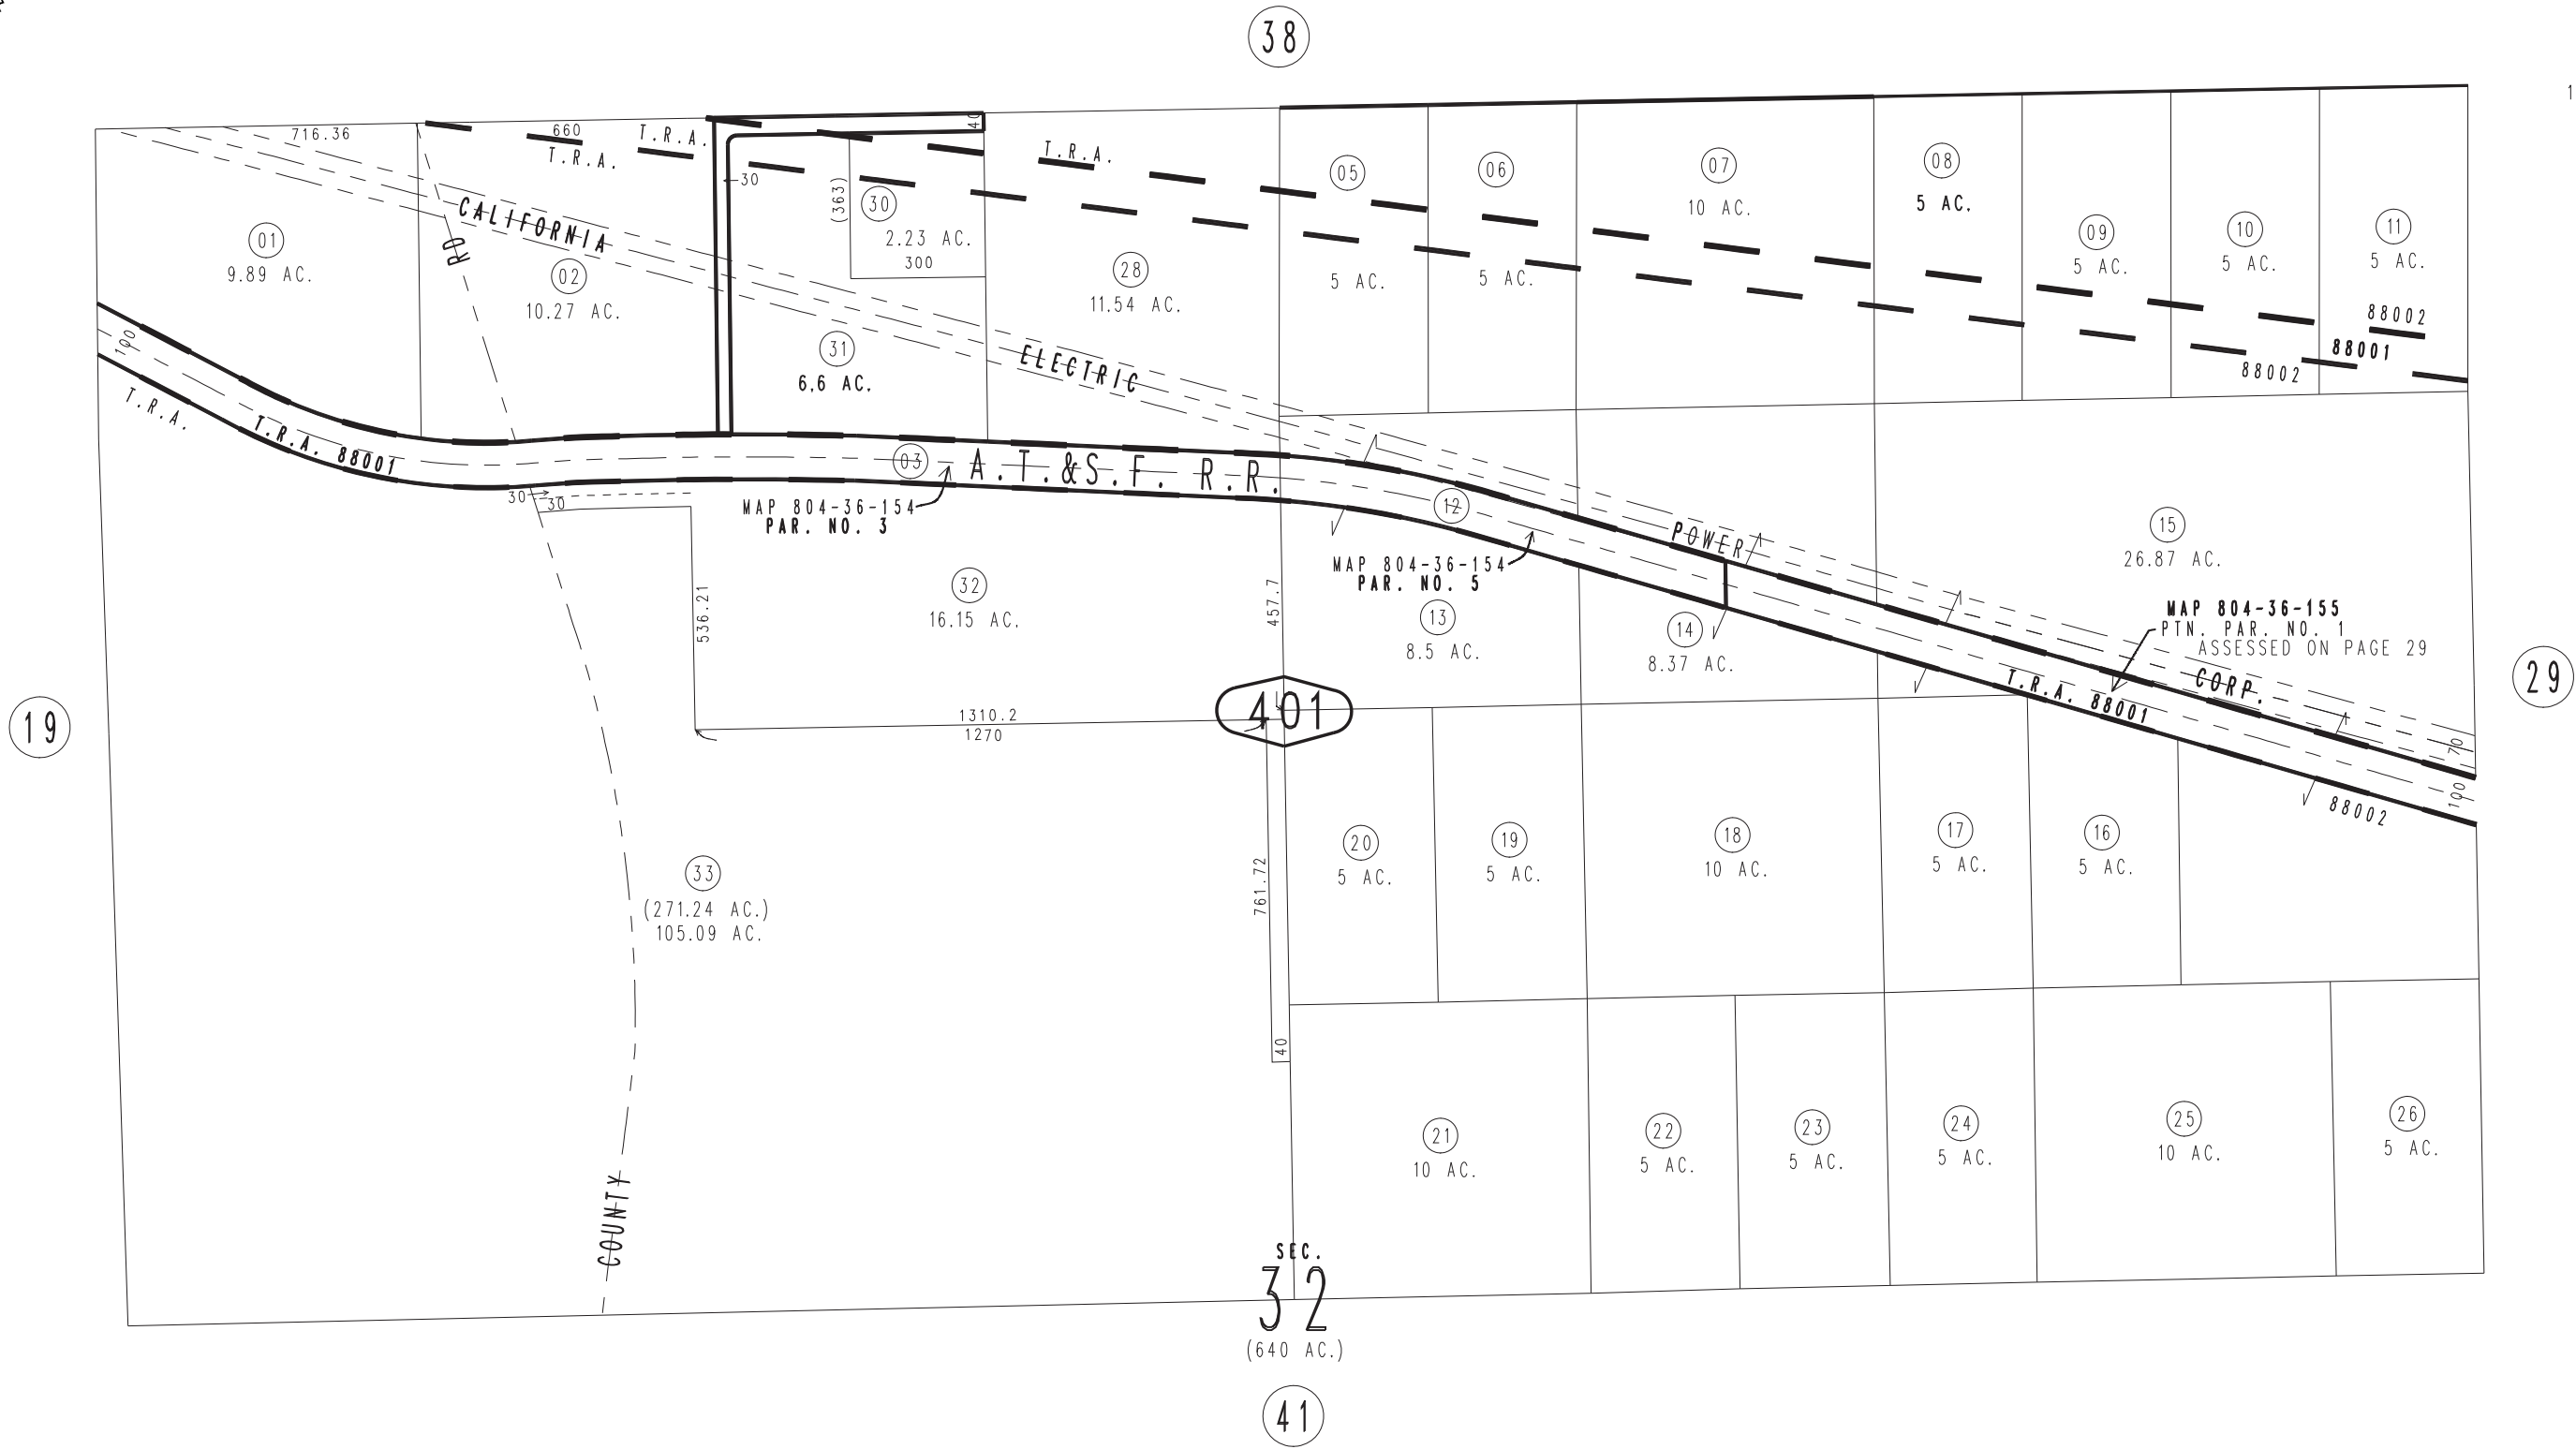 38
1
716.36
660
T.R.A.
T.R.A.
40
T.R.A.
30
(363)
30
2.23 AC.
300
CALIFORNIA
RD
01
9.89 AC.
02
10.27 AC.
31
6.6 AC.
28
11.54 AC.
ELECTRIC
05
5 AC.
06
5 AC.
07
10 AC.
08
5 AC.
09
5 AC.
10
5 AC.
11
5 AC.
88002
88001
88002
100
T.R.A.
T.R.A. 88001
03
A.T.&S.F. R.R.
MAP 804-36-154
PAR. NO. 3
30
30
12
MAP 804-36-154
PAR. NO. 5
POWER
15
26.87 AC.
MAP 804-36-155
PTN. PAR. NO. 1
ASSESSED ON PAGE 29
536.21
32
16.15 AC.
457.7
13
8.5 AC.
14
8.37 AC.
T.R.A. 88001
CORP.
70
100
88002
19
29
1310.2
1270
401
33
(271.24 AC.)
105.09 AC.
761.72
40
20
5 AC.
19
5 AC.
18
10 AC.
17
5 AC.
16
5 AC.
COUNTY
21
10 AC.
22
5 AC.
23
5 AC.
24
5 AC.
25
10 AC.
26
5 AC.
SEC.
32
(640 AC.)
41